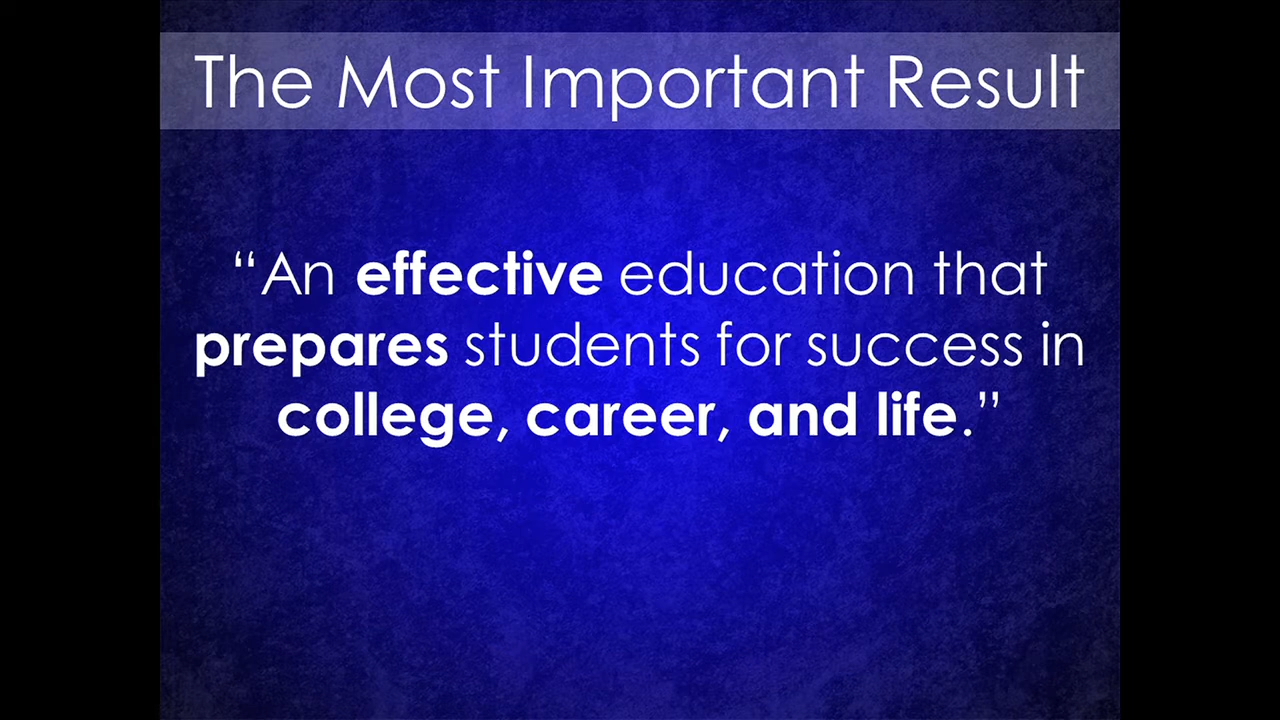 The Most Important Result
“An effective education that
prepares students for success in
college, career, and life.”